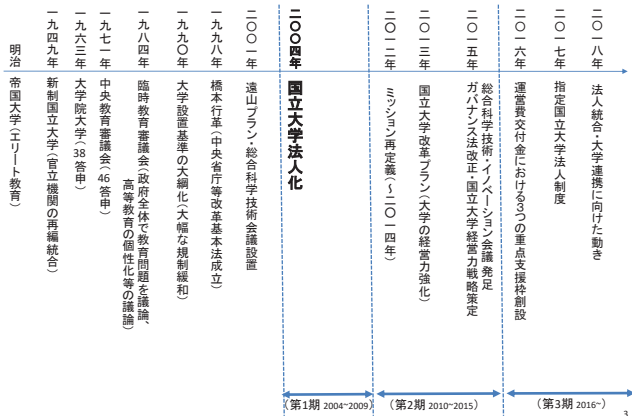 明治
帝国大学(エリート教育)
一九四九年
新制国立大学(官立機関の再編統合)
一九六三年
大学院大学(38答申)
一九七一年
中央教育審議会(46答申)
一九八四年
臨時教育審議会(政府全体で教育問題を議論、
高等教育の個性化等の議論)
一九九〇年
大学設置基準の大綱化(大幅な規制緩和)
一九九八年
橋本行革(中央省庁等改革基本法成立)
二〇〇一年
遠山プラン・総合科学技術会議設置
二〇〇四年
国立大学法人化
二〇一二年
ミッション再定義(~二〇一四年)
二〇一三年
国立大学改革プラン(大学の経営力強化)
二〇一五年
総合科学技術・イノベーション会議 発足
ガバナンス法改正・国立大学経営力戦略策定
二〇一六年
運営費交付金における3つの重点支援枠創設
二〇一七年
指定国立大学法人制度
二〇一八年
法人統合・大学連携に向けた動き
(第1期 2004~2009)
(第2期 2010~2015)
(第3期 2016~)
3